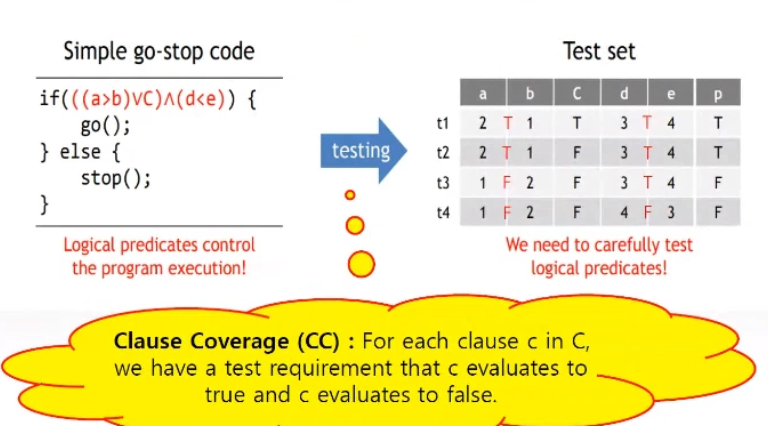 Simple go-stop code
if(((a>b)∨C)∧(d<e)) {
go();
} else {
stop();
}
Logical predicates control
the program execution!
testing
Test set
a b C d e p
t1 2 T 1 T 3 T 4 T
t2 2 T 1 F 3 T 4 T
t3 1 F 2 F 3 T 4 F
t4 1 F 2 F 4 F 3 F
We need to carefully test
logical predicates!
Clause Coverage (CC) : For each clause c in C,
we have a test requirement that c evaluates to
true and c evaluates to false.